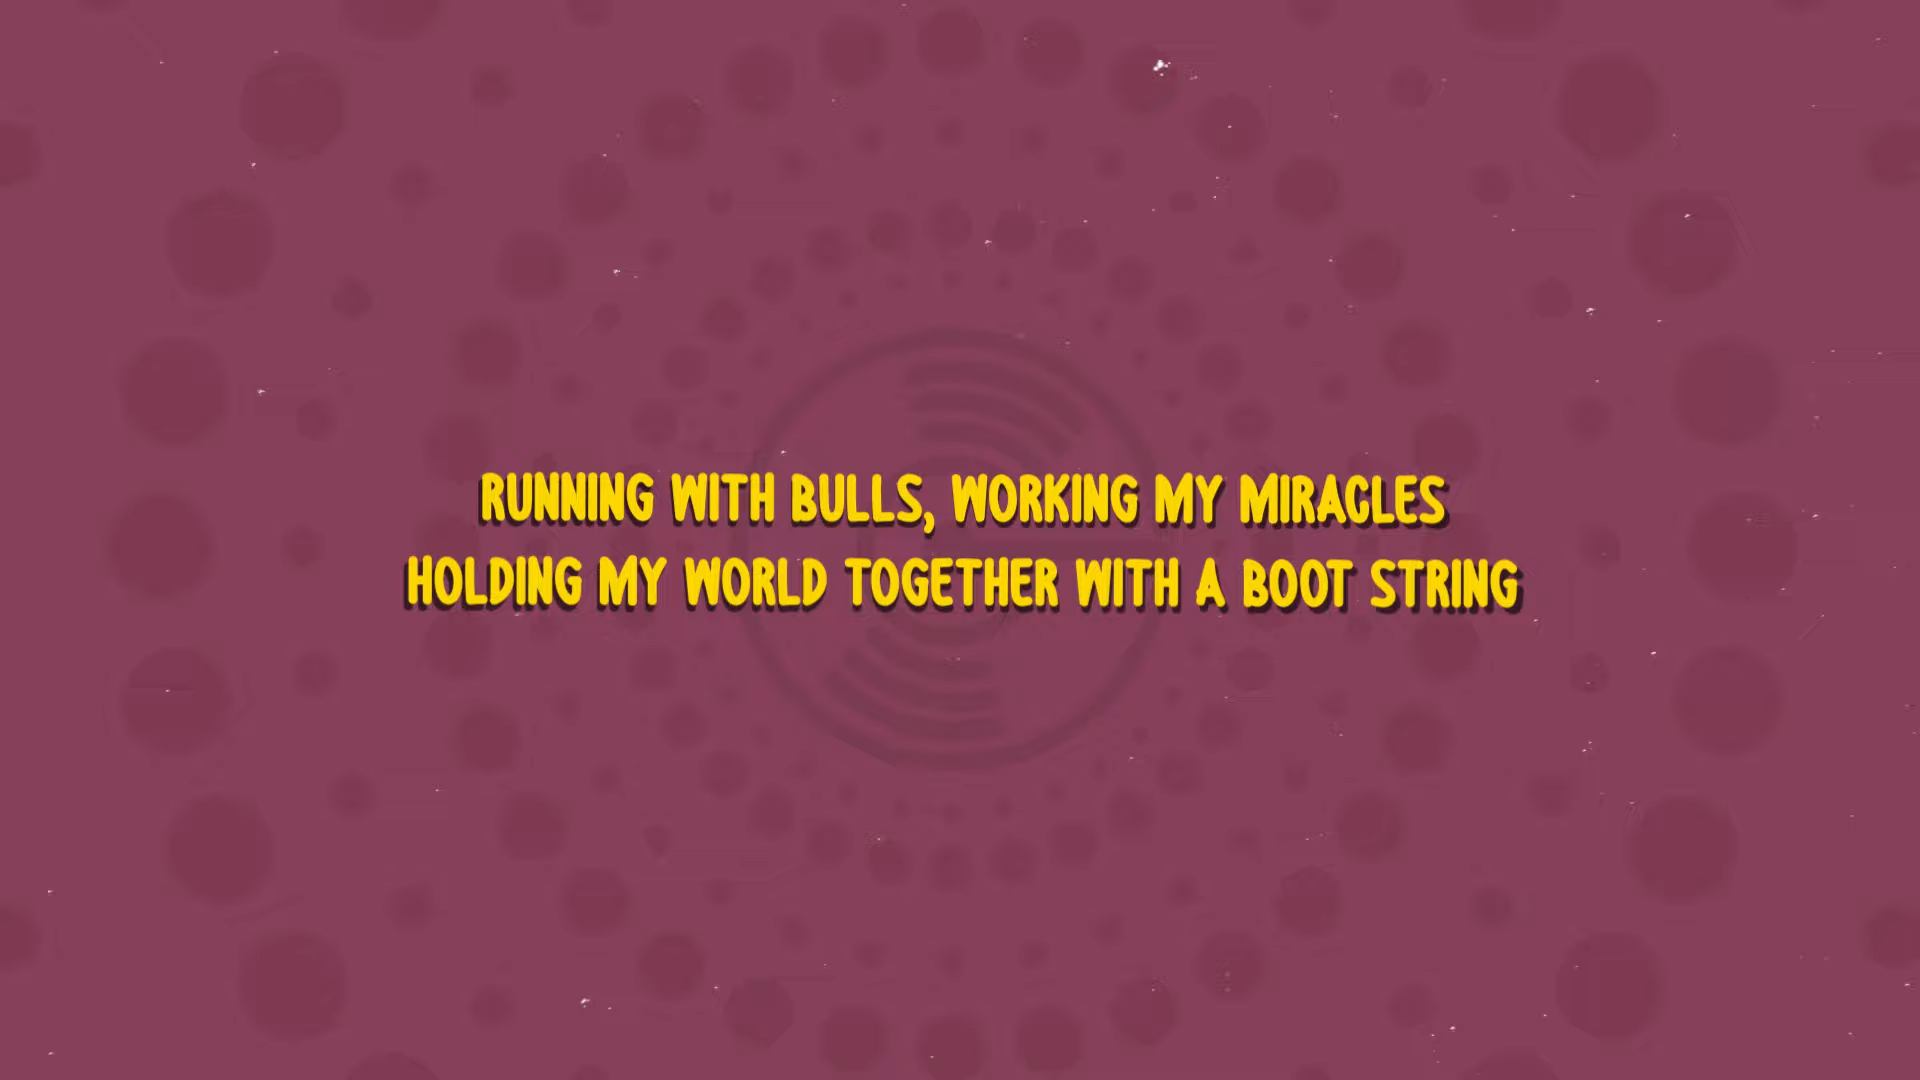 RUNNING WITH BULLS, WORKING MY MIRACLES
HOLDING MY WORLD TOGETHER WITH A BOOT STRING